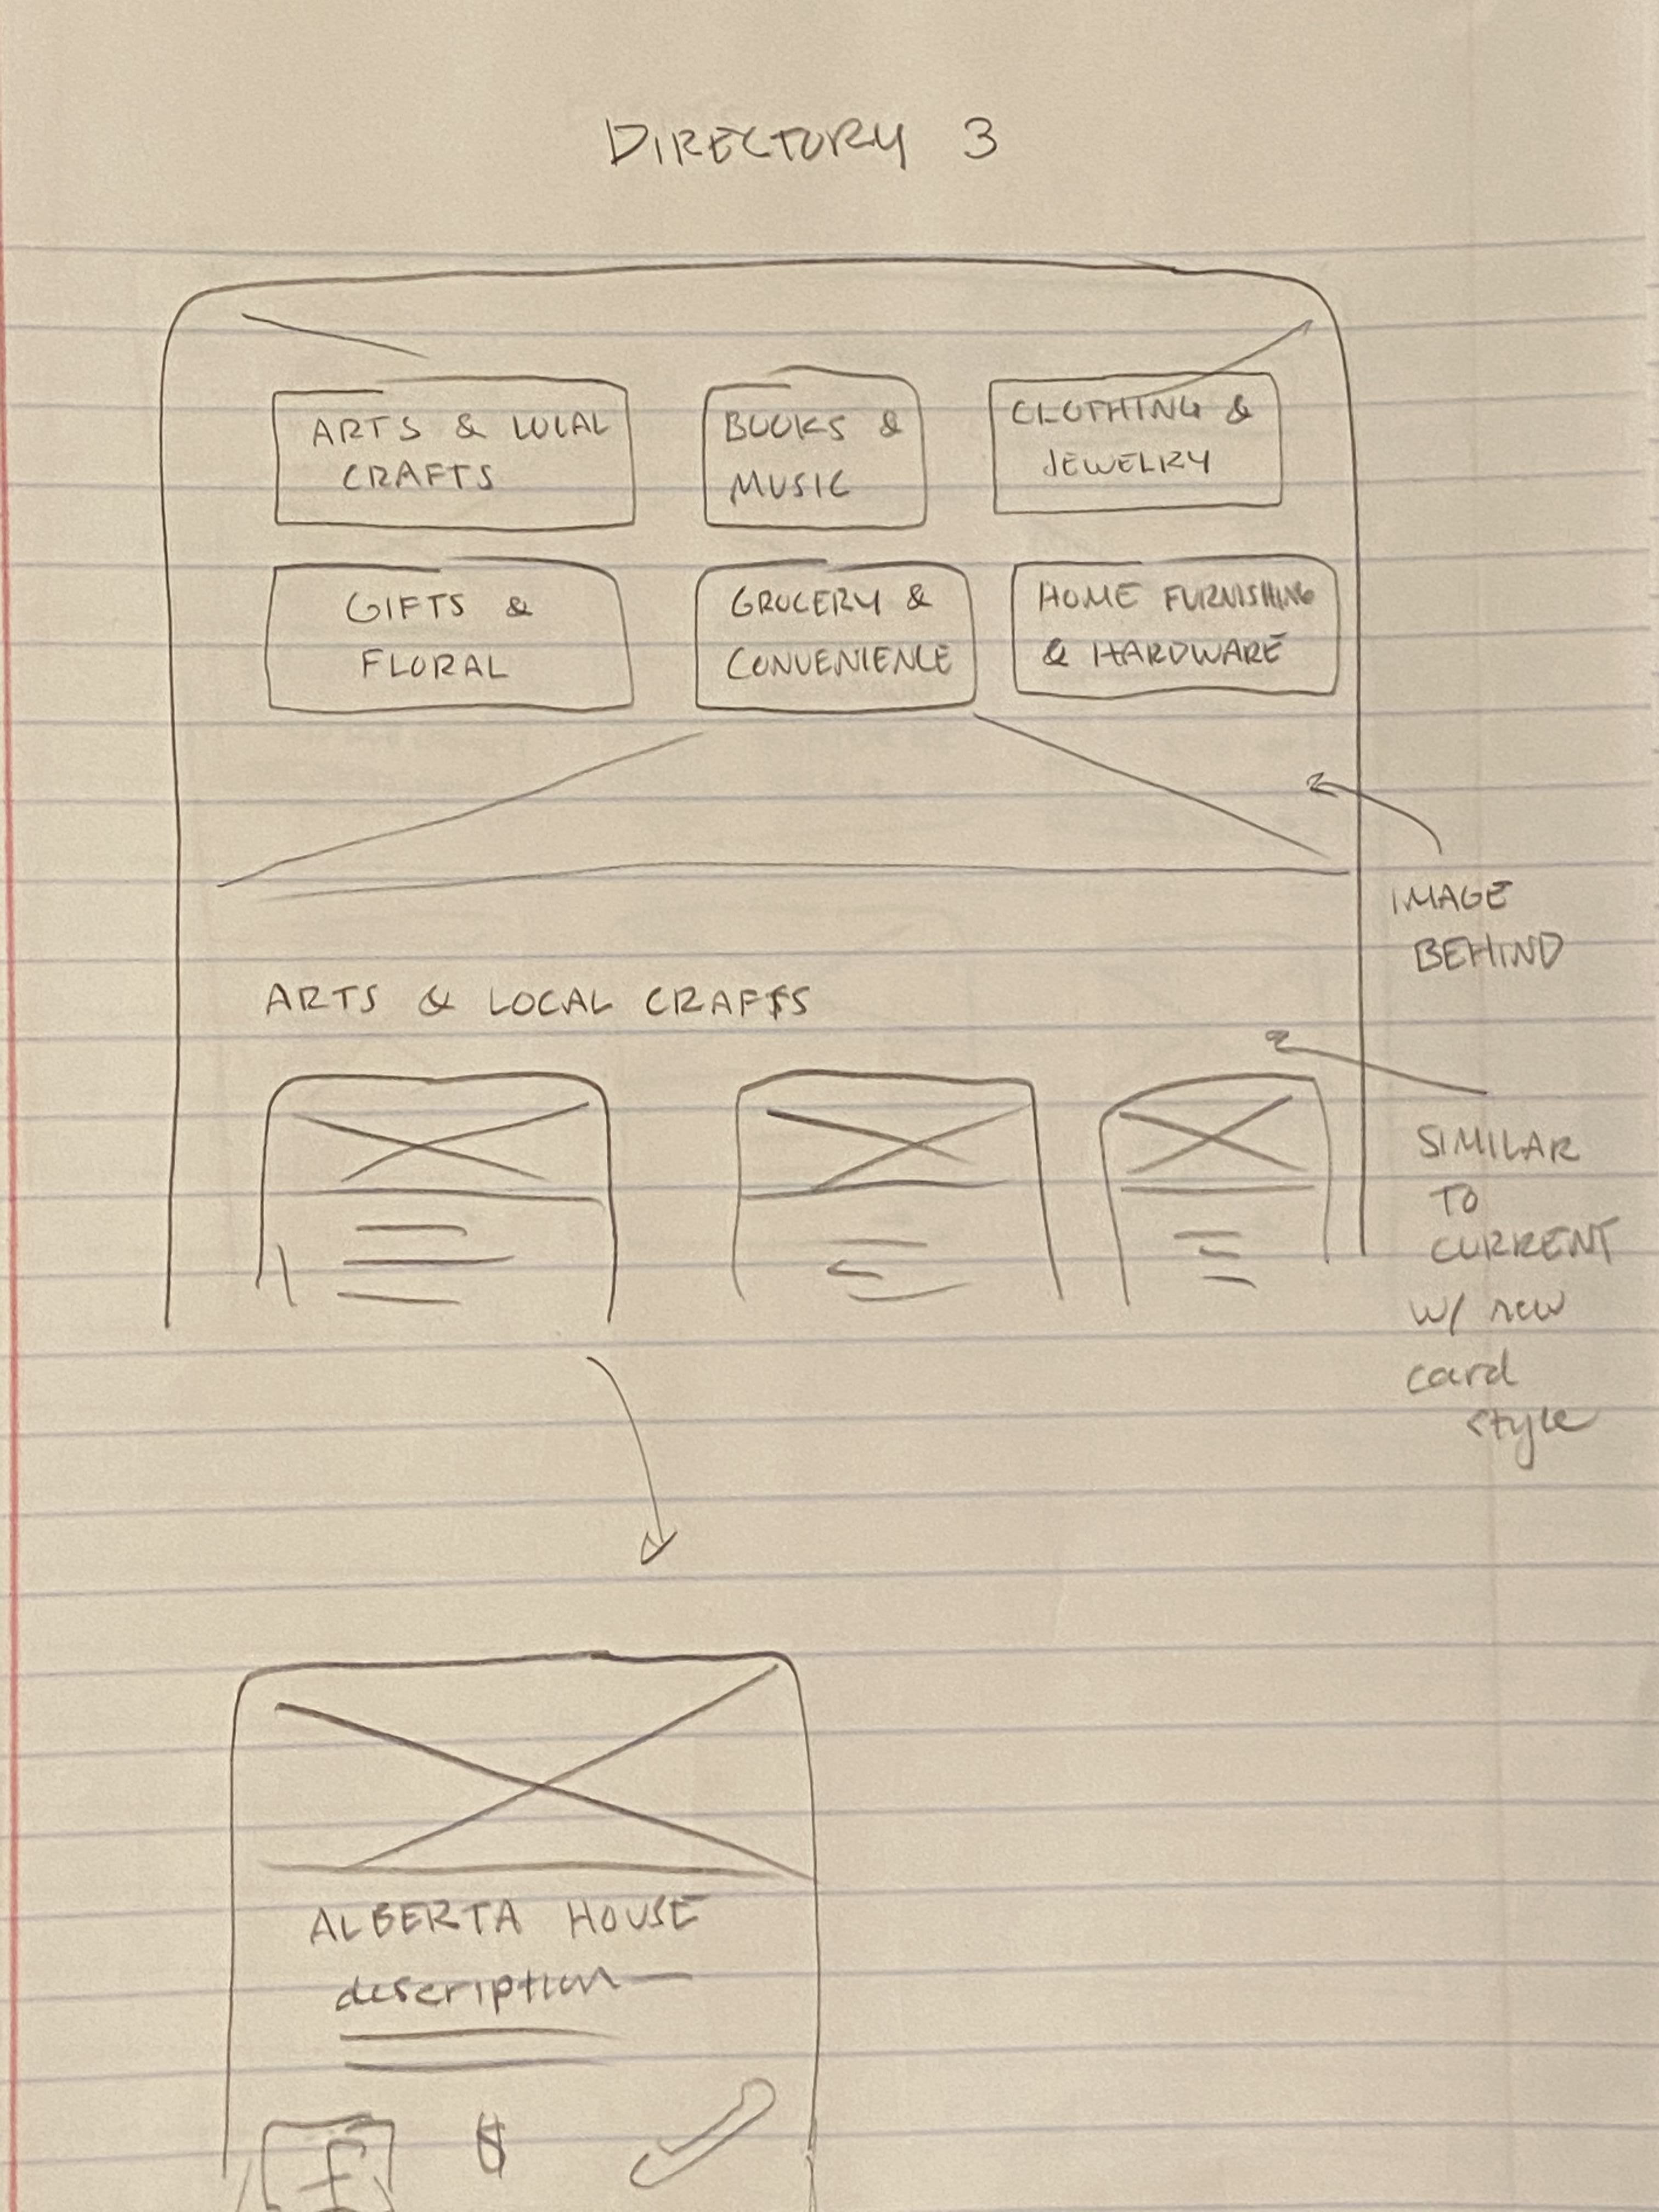 DIRECTORY 3
ARTS & LOCAL
CRAFTS
BOOKS &
MUSIC
CLOTHING &
JEWELRY
GIFTS &
FLORAL
GROCERY &
CONVENIENCE
HOME FURNISHING
& HARDWARE
IMAGE
BEHIND
ARTS & LOCAL CRAFTS
SIMILAR
TO
CURRENT
W/ new
card
style
ALBERTA HOUSE
description
f $